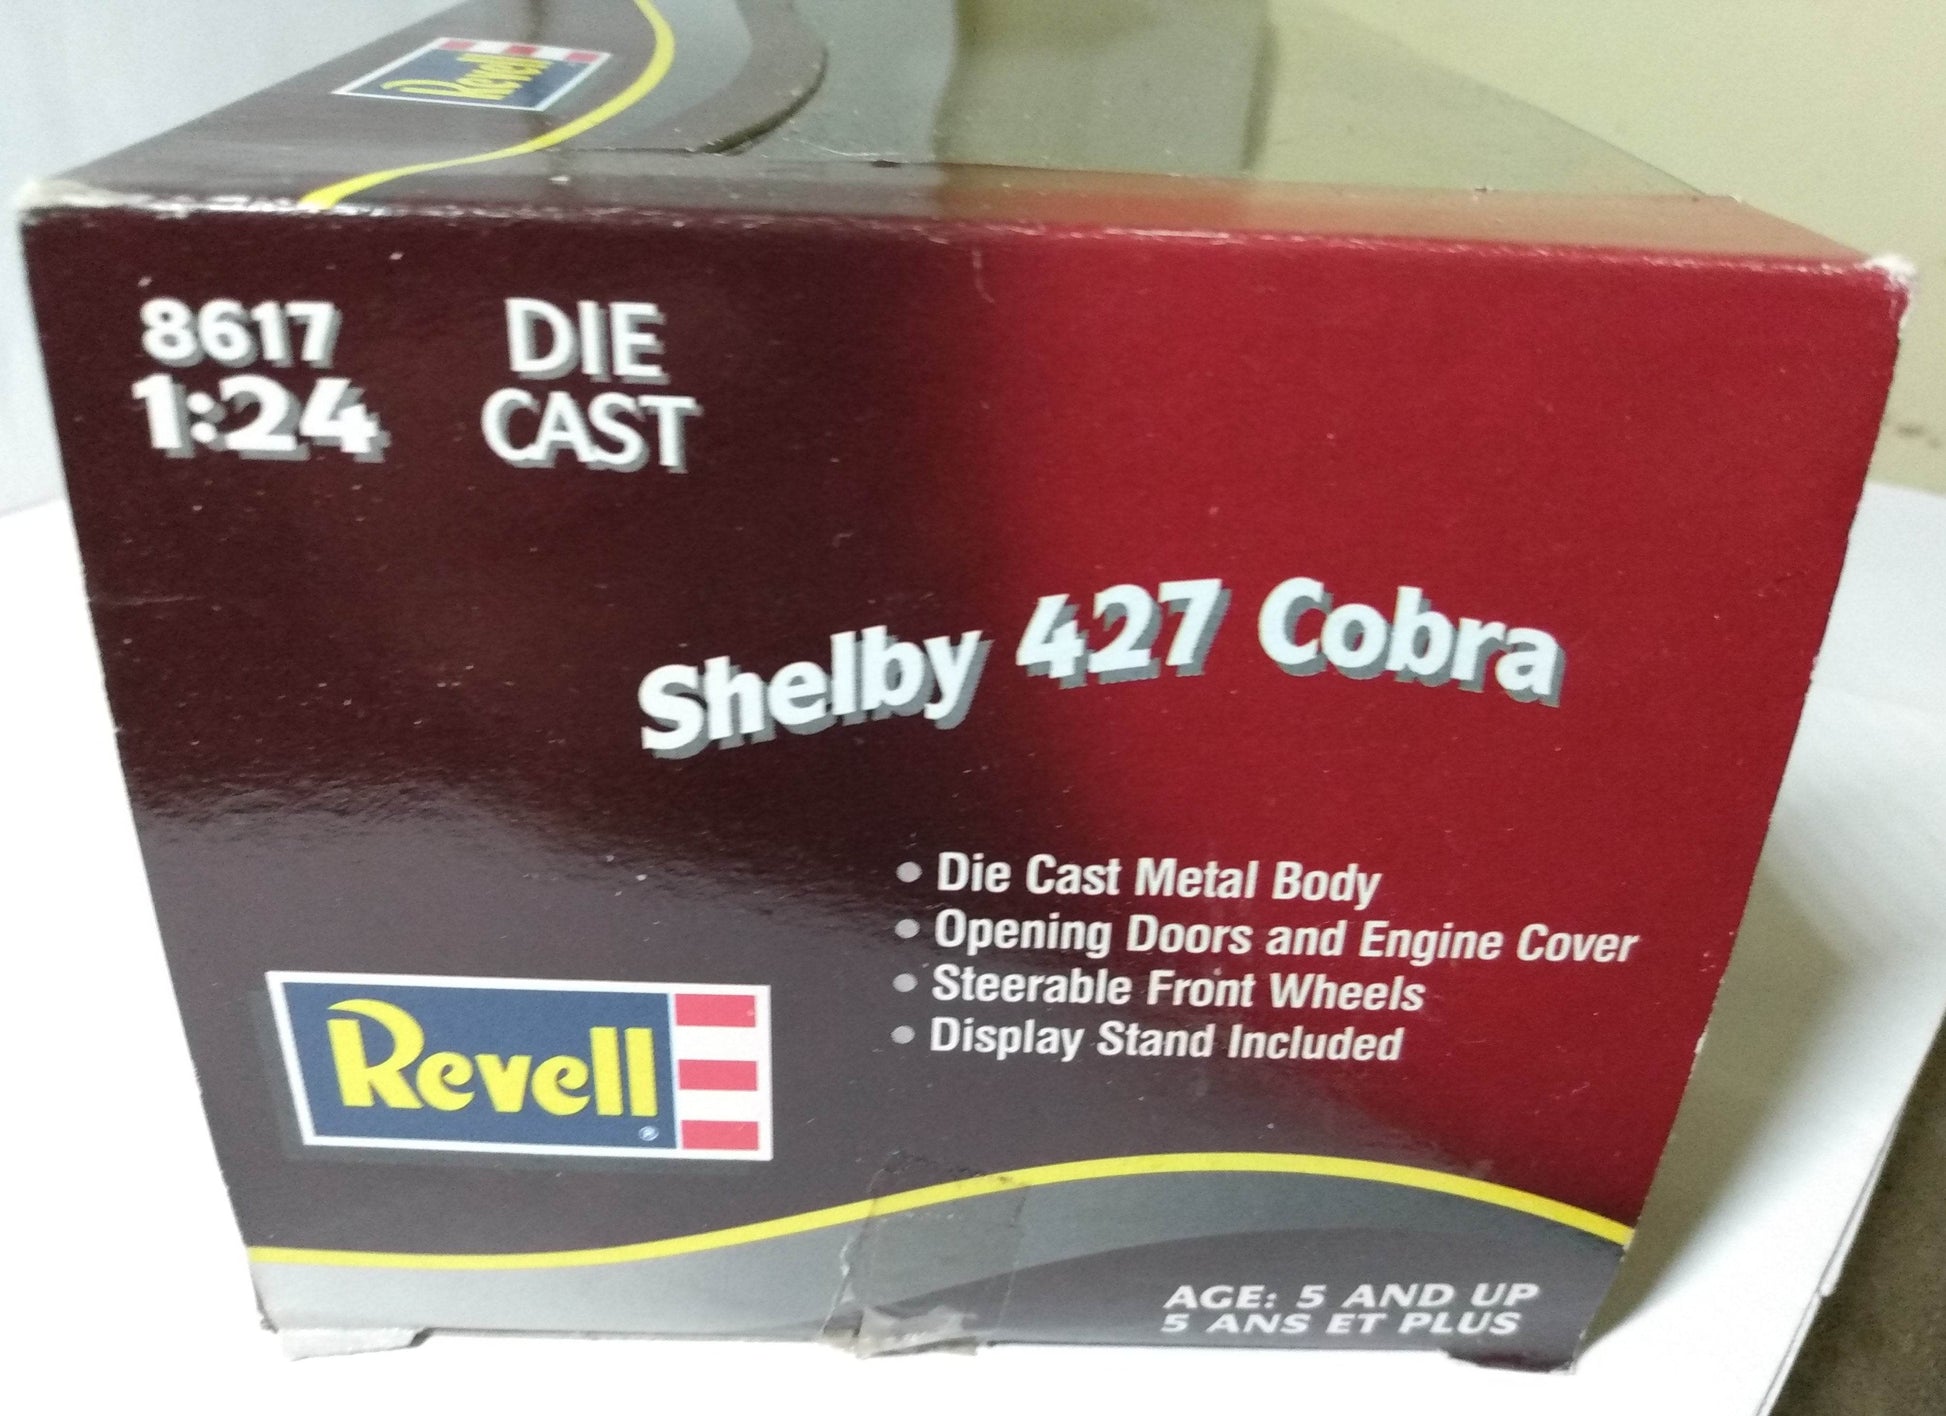 Revell
8617
1:24
DIE
CAST
Shelby 427 Cobra
• Die Cast Metal Body
• Opening Doors and Engine Cover
• Steerable Front Wheels
• Display Stand Included
Revell®
AGE: 5 AND UP
5 ANS ET PLUS